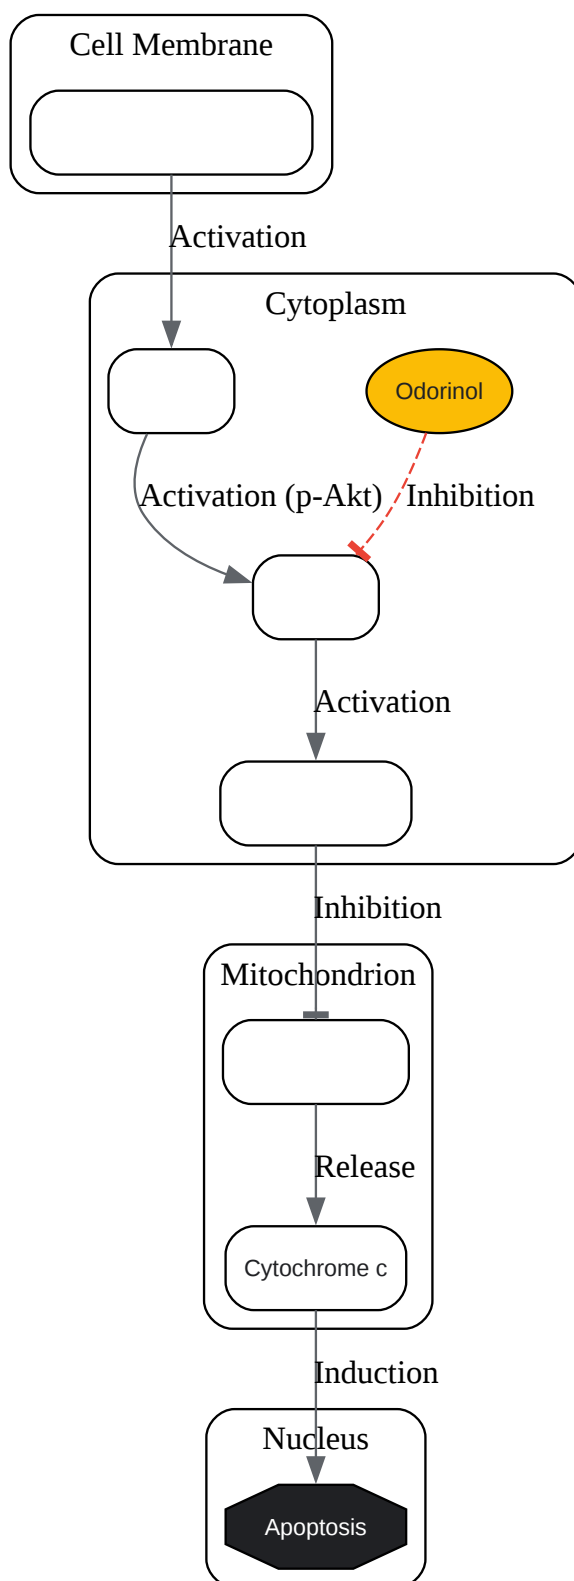 Cell Membrane
Activation
Cytoplasm
Odorinol
Activation (p-Akt)
Inhibition
Activation
Inhibition
Mitochondrion
Release
Cytochrome c
Induction
Nucleus
Apoptosis